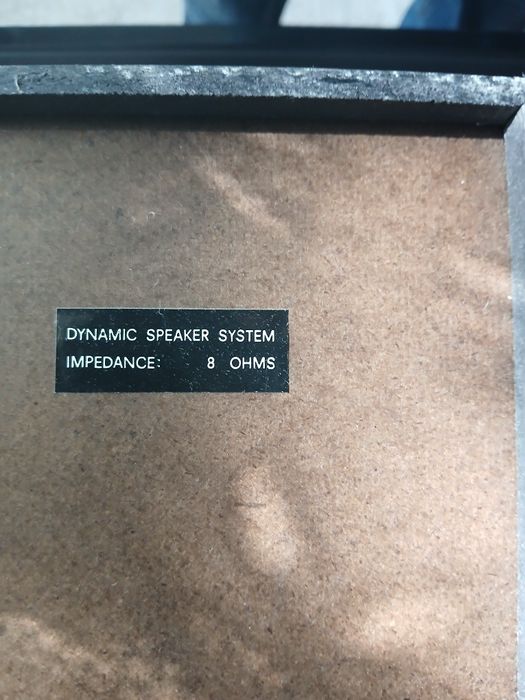 DYNAMIC SPEAKER SYSTEM
IMPEDANCE: 8 OHMS